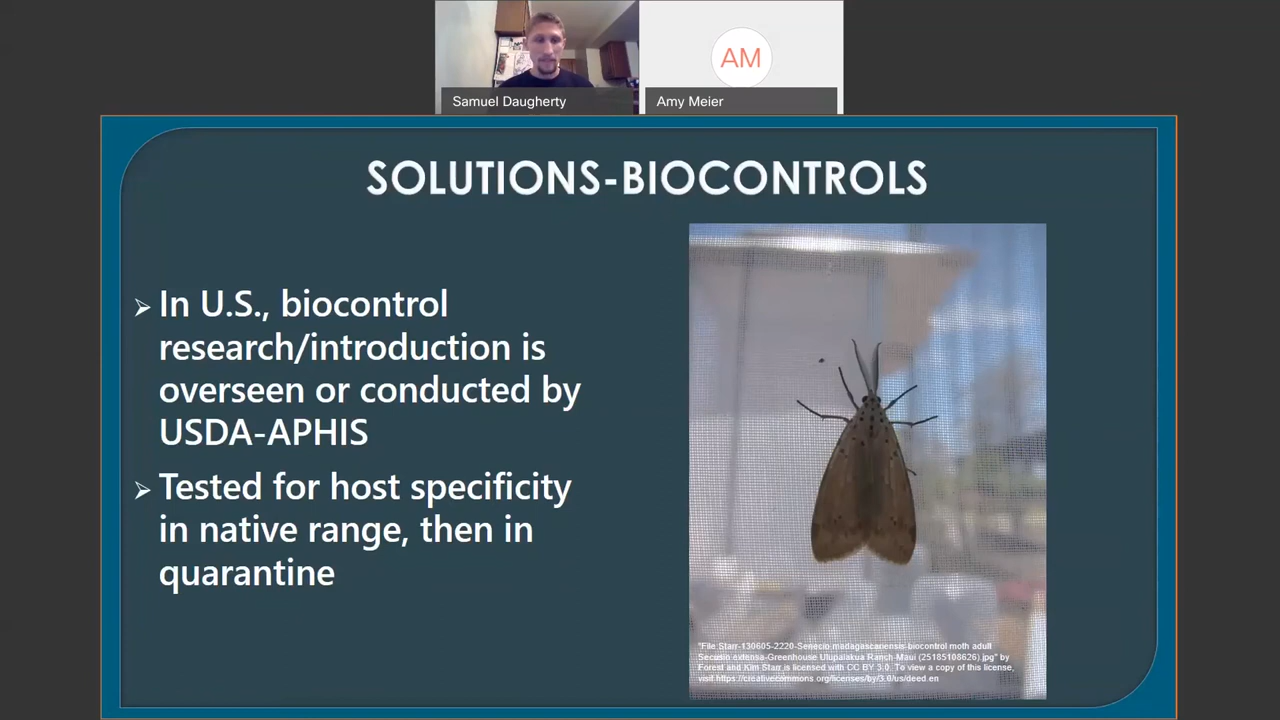 AM
Samuel Daugherty
Amy Meier
SOLUTIONS-BIOCONTROLS
In U.S., biocontrol
research/introduction is
overseen or conducted by
USDA-APHIS
Tested for host specificity
in native range, then in
quarantine
"File Starr-130605-2220-Senecio madagascariensis-biocontrol moth adult
Secusio extensa-Greenhouse Ulupalakua Ranch-Maui (25185108626).jpg" by
Forest and Kim Starr is licensed with CC BY 3.0. To view a copy of this license,
visit https://creativecommons.org/licenses/by/3.0/us/deed.en